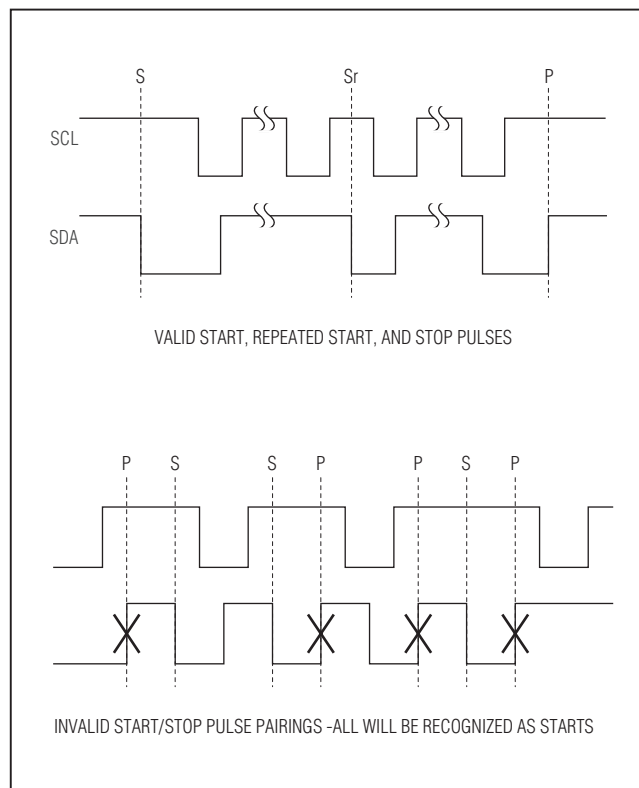 S Sr P
SCL
SDA
VALID START, REPEATED START, AND STOP PULSES
P S S P P S P
INVALID START/STOP PULSE PAIRINGS -ALL WILL BE RECOGNIZED AS STARTS